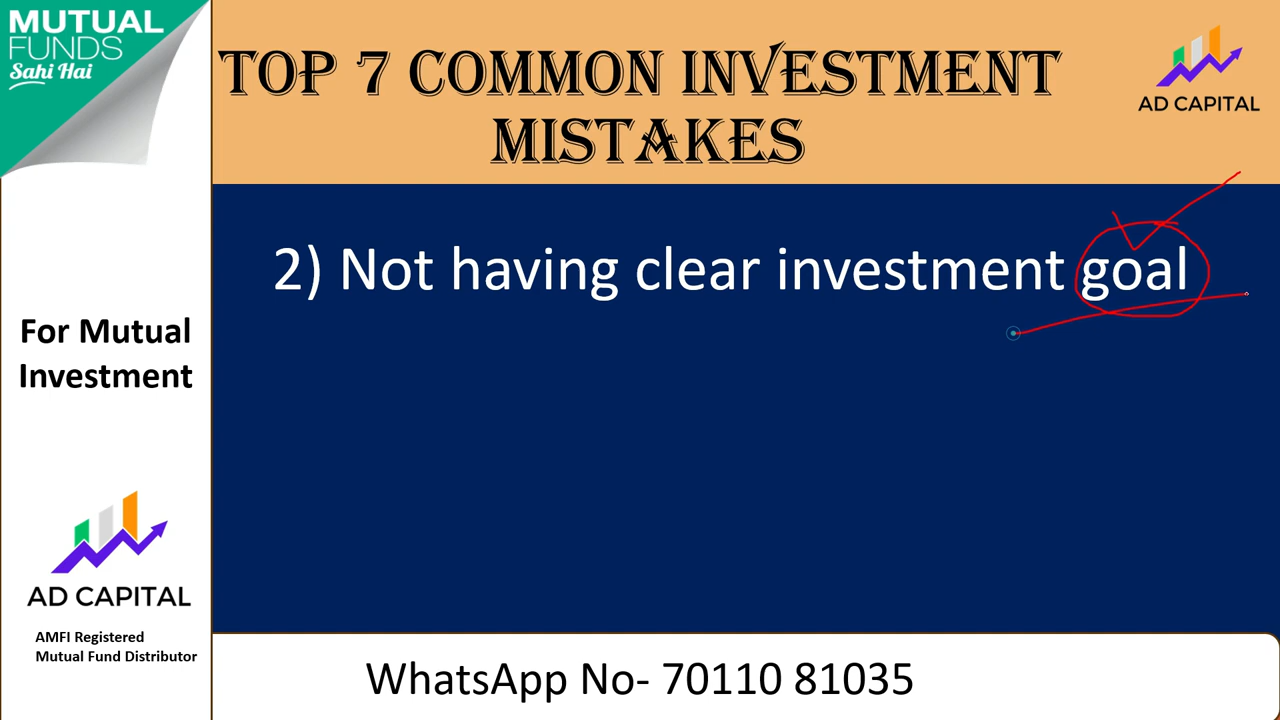 MUTUAL
FUNDS
Sahi Hai
TOP 7 COMMON INVESTMENT
MISTAKES
AD CAPITAL
2) Not having clear investment goal
For Mutual
Investment
AD CAPITAL
AMFI Registered
Mutual Fund Distributor
WhatsApp No- 70110 81035